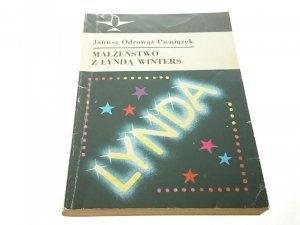 Janusz Odrowąż-Pieniążek
MAŁŻEŃSTWO
Z LYNDĄ WINTERS
LYNDA